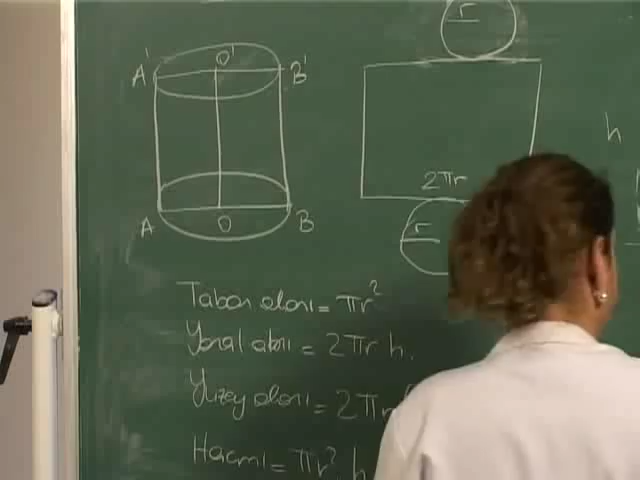 A' O' B'
A O B
r
2πr
r
h
Taban alanı = πr²
Yanal alanı = 2πr h.
Yüzey alanı = 2πr
Hacmi = πr² h